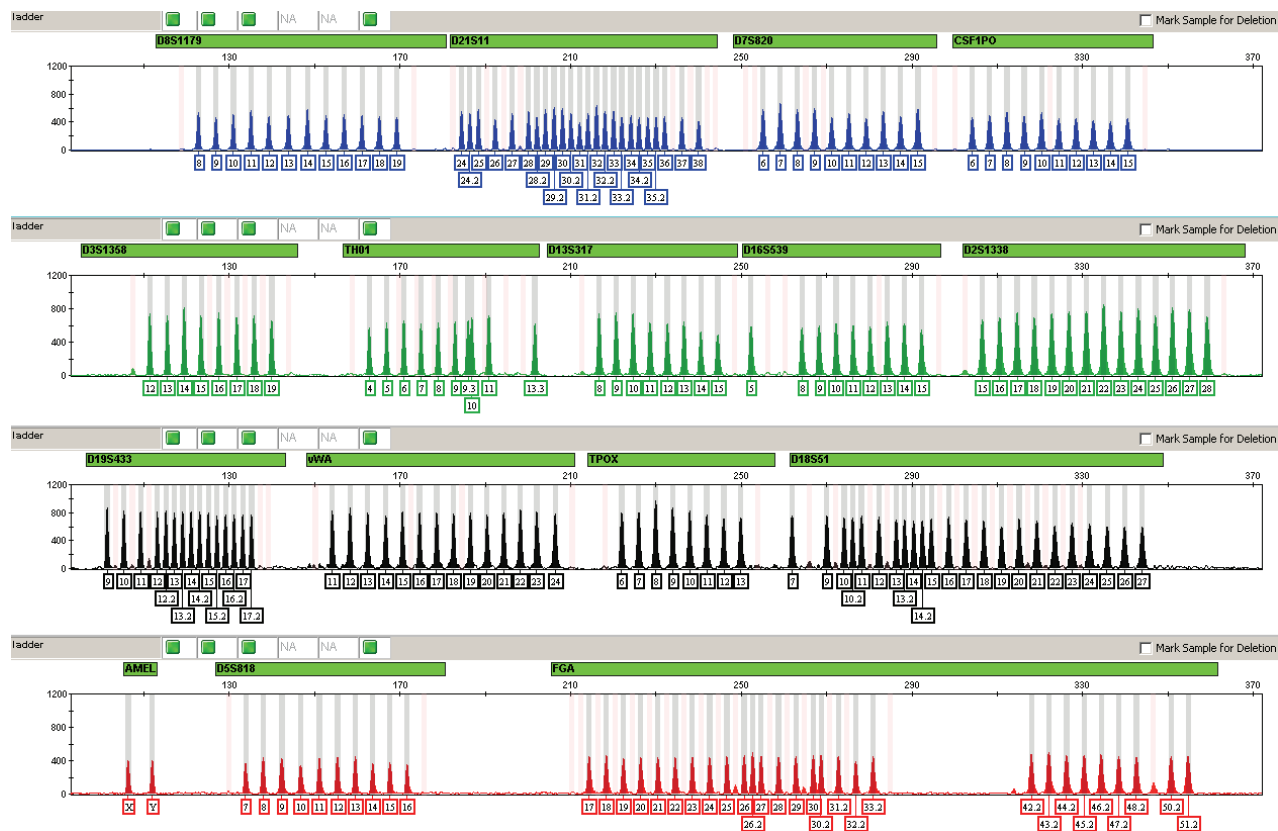 ladder NA NA Mark Sample for Deletion
D8S1179 D21S11 D7S820 CSF1PO
130 170 210 250 290 330 370
1200
800
400
0
8 9 10 11 12 13 14 15 16 17 18 19 24 25 26 27 28 29 30 31 32 33 34 35 36 37 38 6 7 8 9 10 11 12 13 14 15 6 7 8 9 10 11 12 13 14 15
24.2 28.2 30.2 32.2 34.2
29.2 31.2 33.2 35.2
ladder NA NA Mark Sample for Deletion
D3S1358 TH01 D13S317 D16S539 D2S1338
130 170 210 250 290 330 370
1200
800
400
0
12 13 14 15 16 17 18 19 4 5 6 7 8 9 9.3 11 13.3 8 9 10 11 12 13 14 15 5 8 9 10 11 12 13 14 15 15 16 17 18 19 20 21 22 23 24 25 26 27 28
10
ladder NA NA Mark Sample for Deletion
D19S433 vWA TPOX D18S51
130 170 210 250 290 330 370
1200
800
400
0
9 10 11 12 13 14 15 16 17 11 12 13 14 15 16 17 18 19 20 21 22 23 24 6 7 8 9 10 11 12 13 7 9 10 11 12 13 14 15 16 17 18 19 20 21 22 23 24 25 26 27
12.2 14.2 16.2 10.2 13.2
13.2 15.2 17.2 14.2
ladder NA NA Mark Sample for Deletion
AMEL D5S818 FGA
130 170 210 250 290 330 370
1200
800
400
0
X Y 7 8 9 10 11 12 13 14 15 16 17 18 19 20 21 22 23 24 25 26 27 28 29 30 31.2 33.2 42.2 44.2 46.2 48.2 50.2
26.2 30.2 32.2 43.2 45.2 47.2 51.2